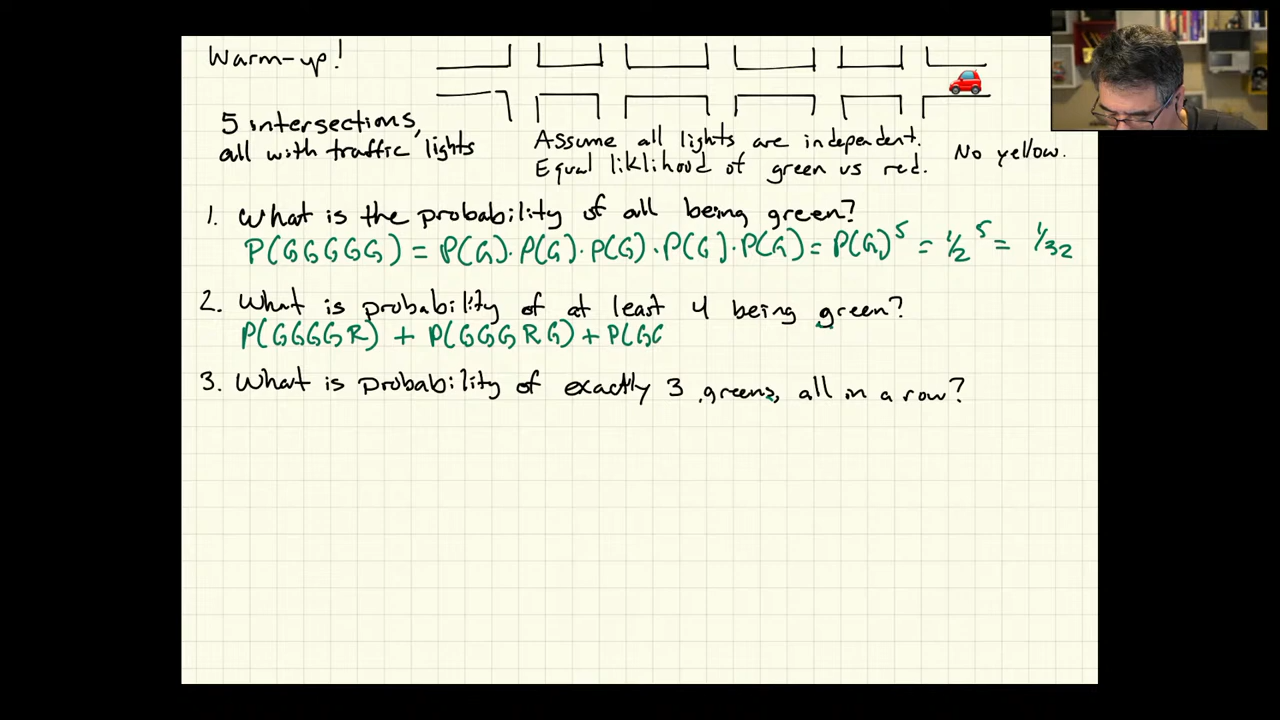 Warm-up!
5 intersections,
all with traffic lights
Assume all lights are independent.
Equal liklihood of green vs red.
No yellow.
1. What is the probability of all being green?
P(GGGGG) = P(G)·P(G)·P(G)·P(G)·P(G) = P(G)^5 = 1/2^5 = 1/32
2. What is probability of at least 4 being green?
P(GGGGR) + P(GGGRG) + P(GG
3. What is probability of exactly 3 greens, all in a row?